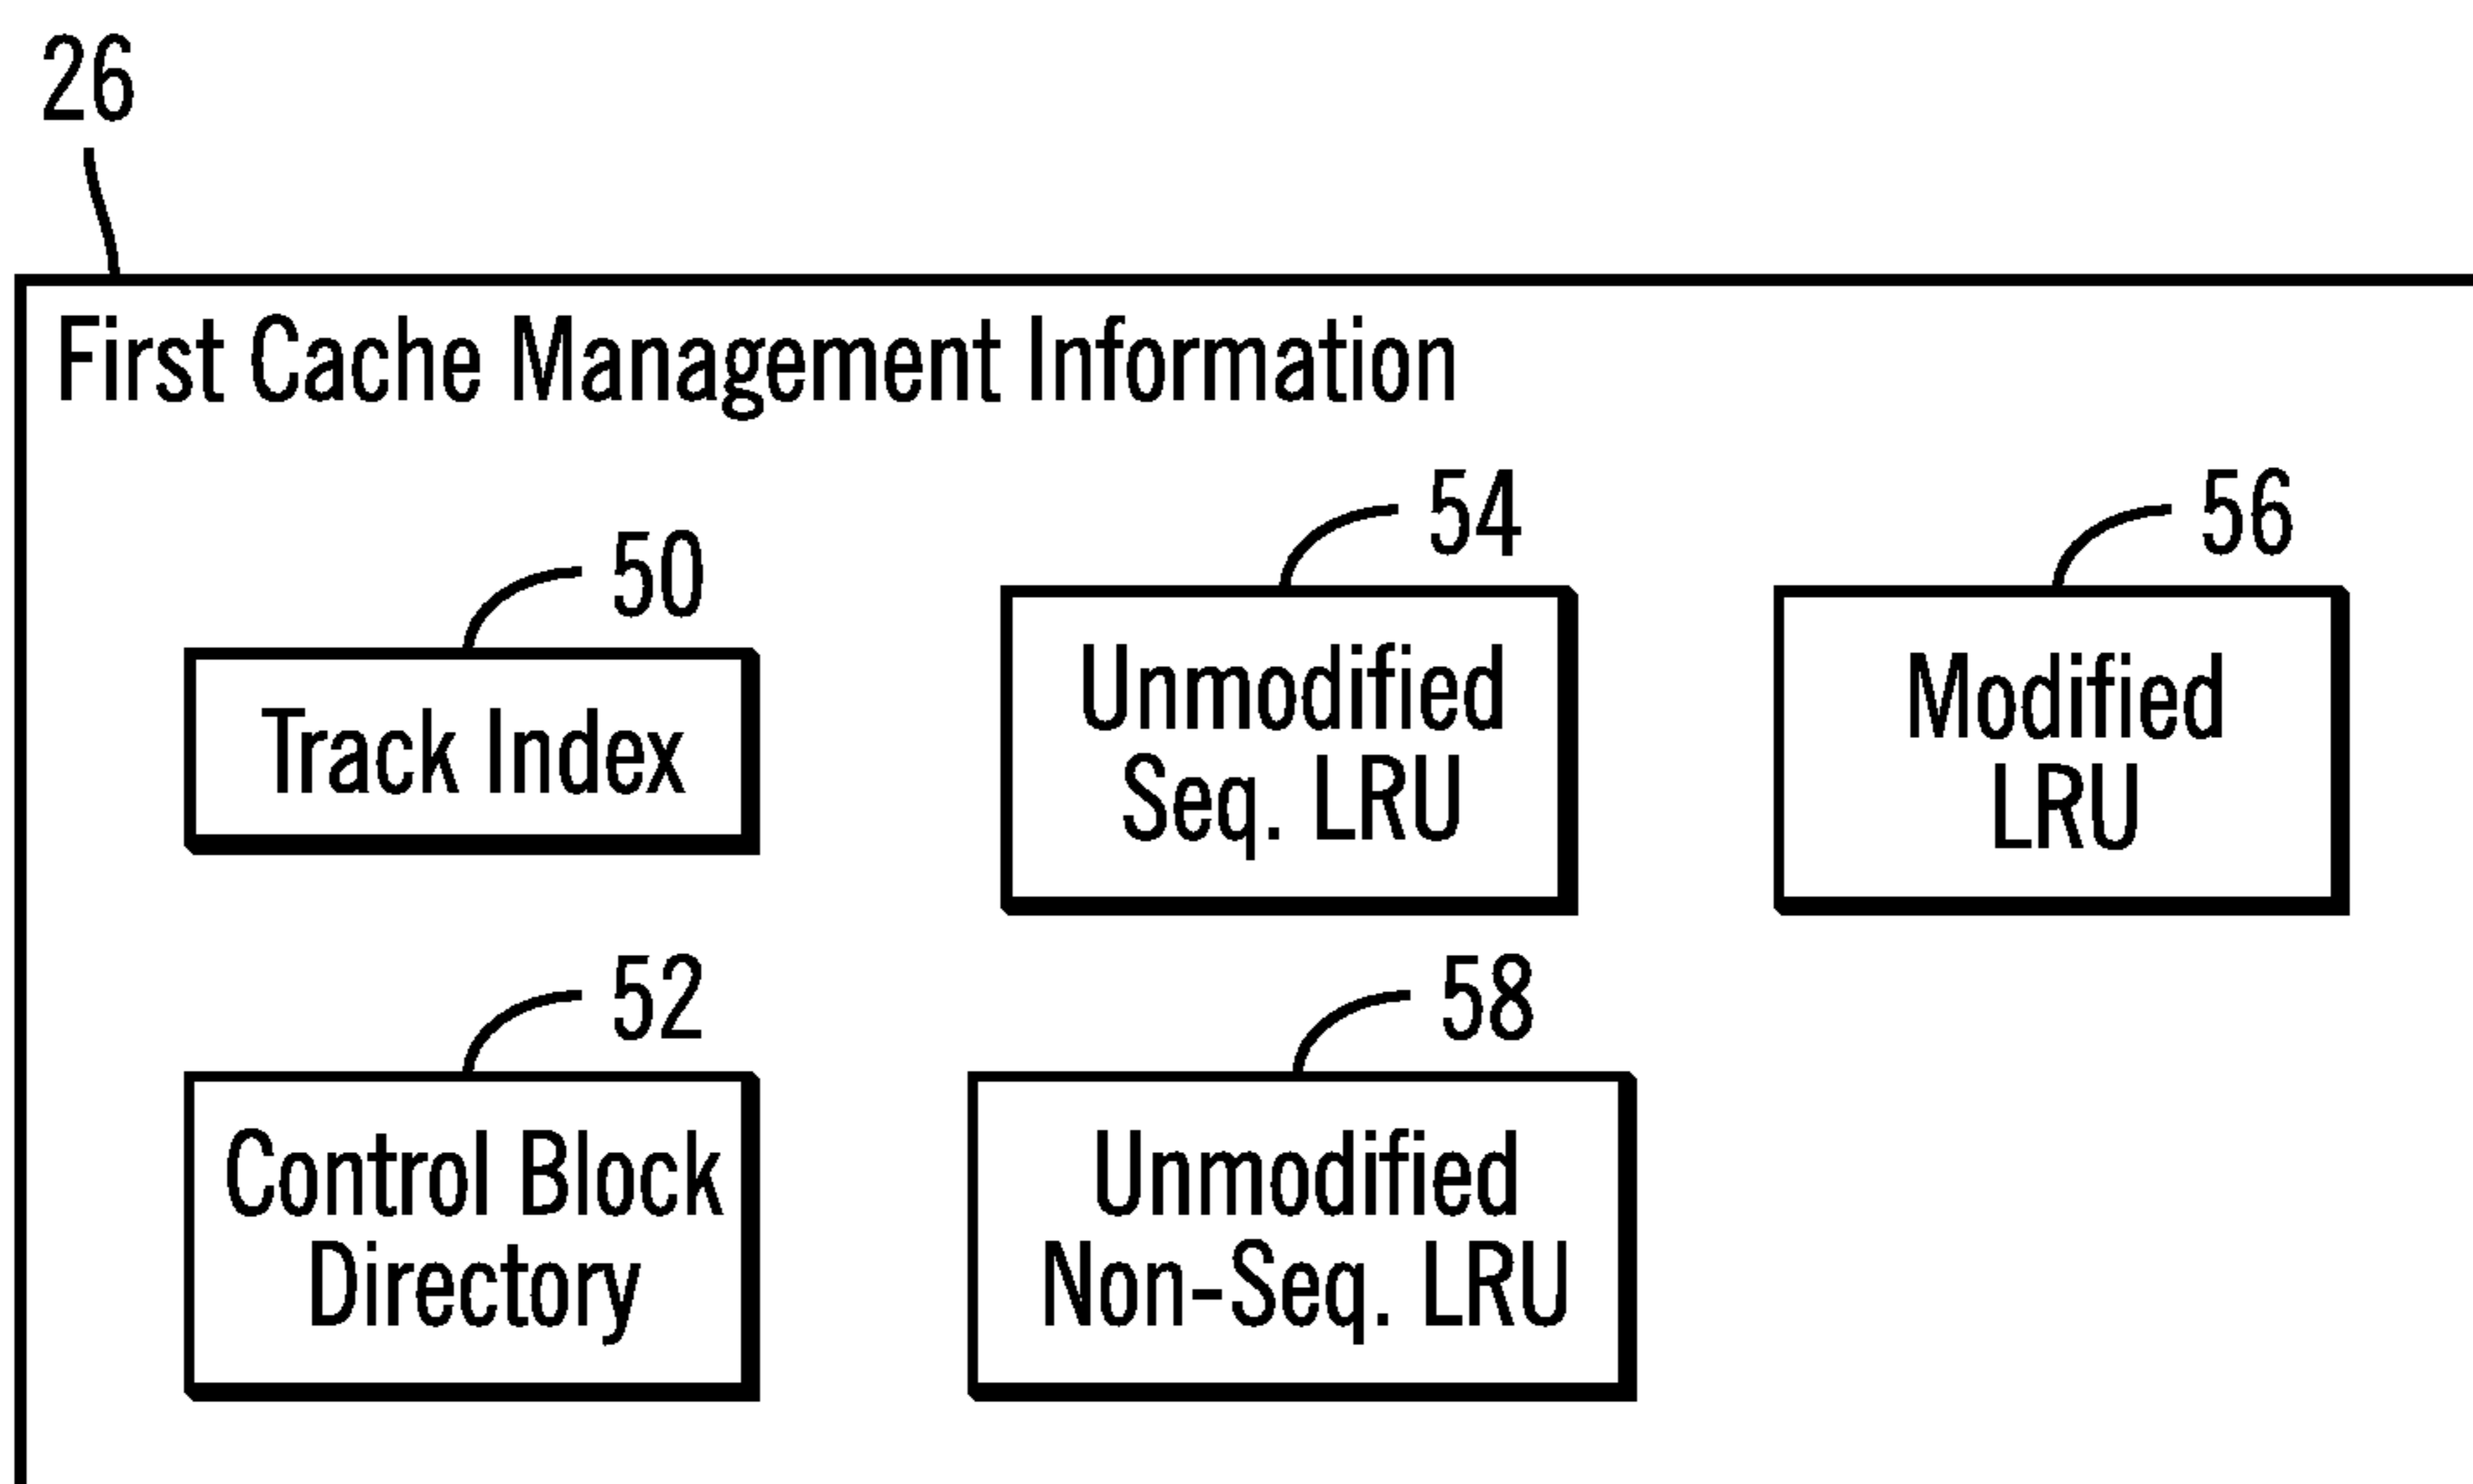 26
First Cache Management Information
50
Track Index
54
Unmodified
Seq. LRU
56
Modified
LRU
52
Control Block
Directory
58
Unmodified
Non-Seq. LRU